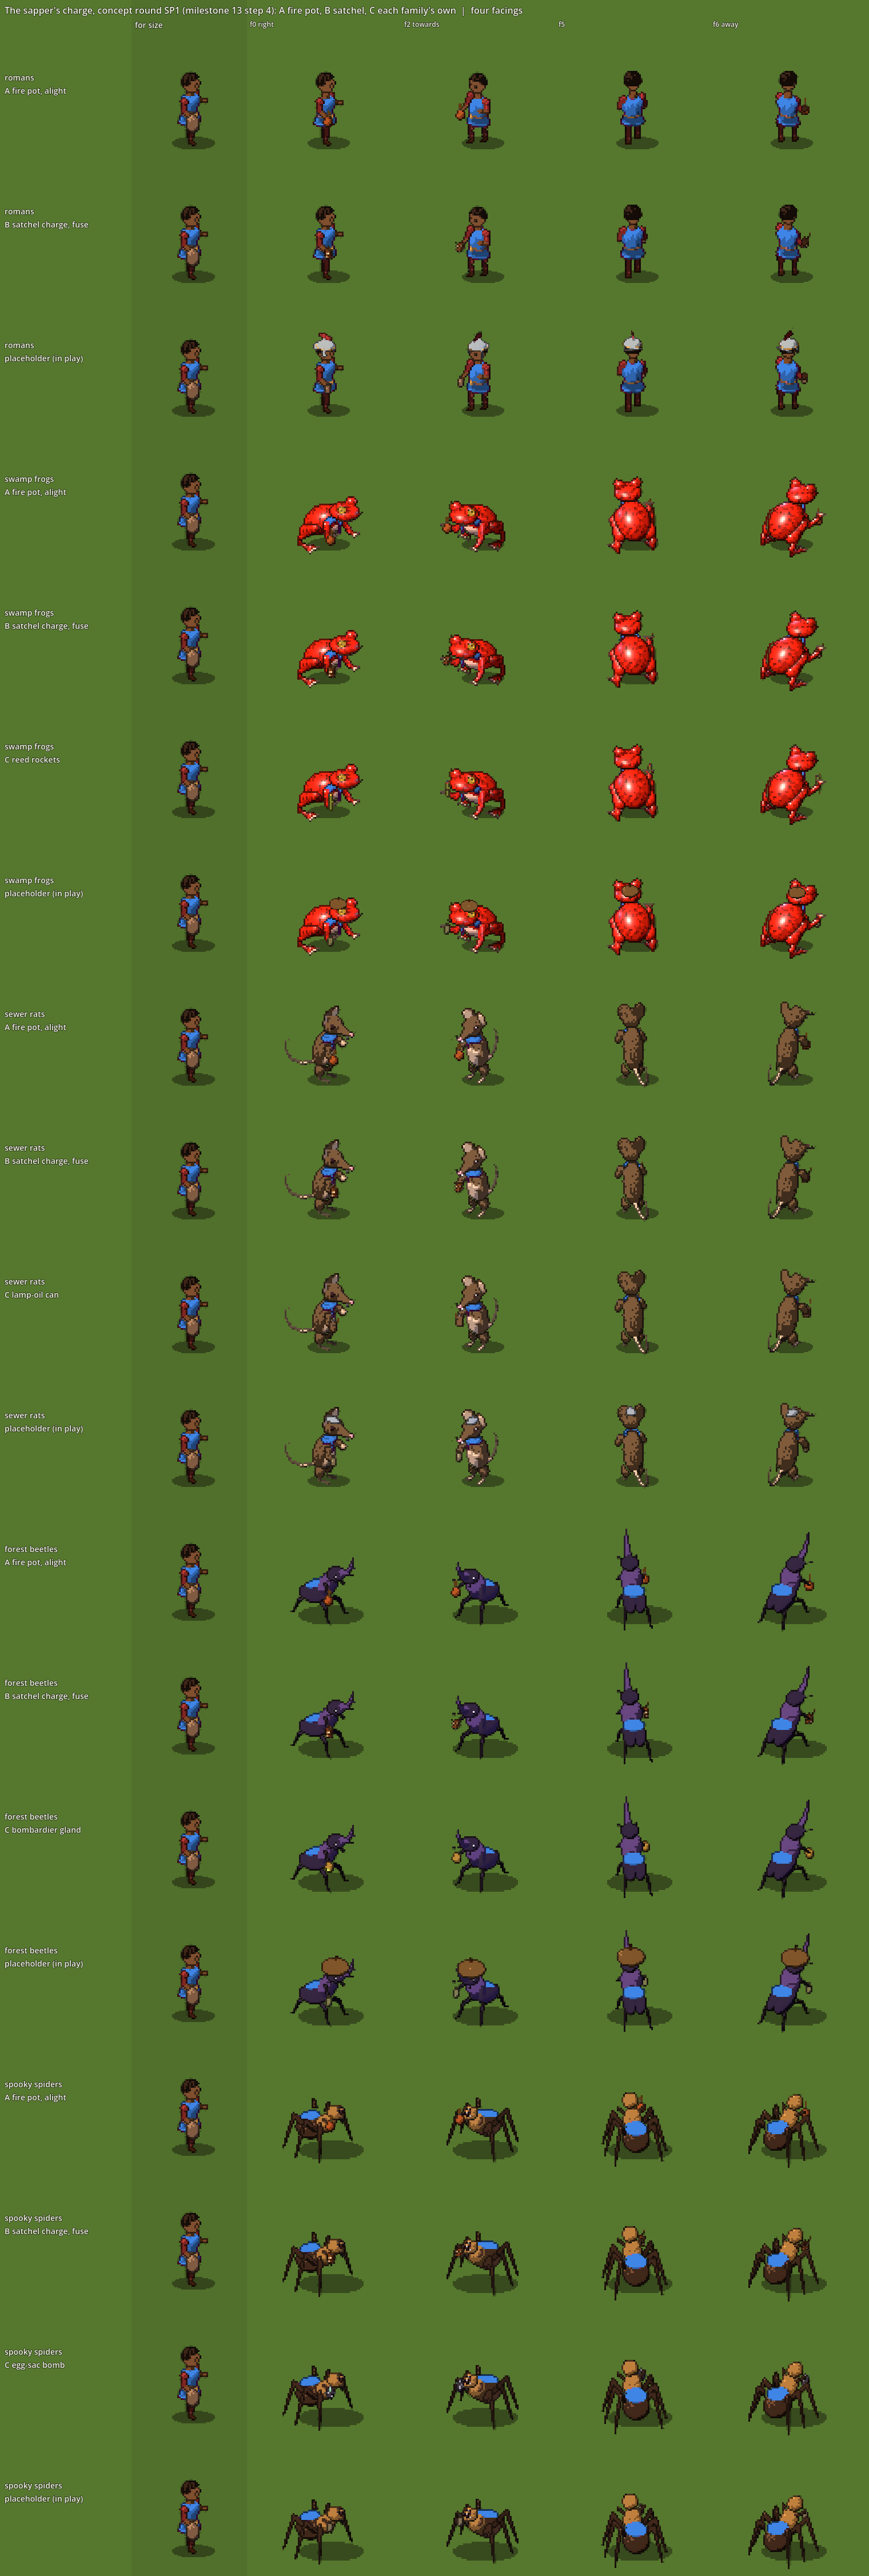 The sapper's charge, concept round SP1 (milestone 13 step 4): A fire pot, B satchel, C each family's own | four facings
for size f0 right f2 towards f5 f6 away
romans
A fire pot, alight
romans
B satchel charge, fuse
romans
placeholder (in play)
swamp frogs
A fire pot, alight
swamp frogs
B satchel charge, fuse
swamp frogs
C reed rockets
swamp frogs
placeholder (in play)
sewer rats
A fire pot, alight
sewer rats
B satchel charge, fuse
sewer rats
C lamp-oil can
sewer rats
placeholder (in play)
forest beetles
A fire pot, alight
forest beetles
B satchel charge, fuse
forest beetles
C bombardier gland
forest beetles
placeholder (in play)
spooky spiders
A fire pot, alight
spooky spiders
B satchel charge, fuse
spooky spiders
C egg-sac bomb
spooky spiders
placeholder (in play)